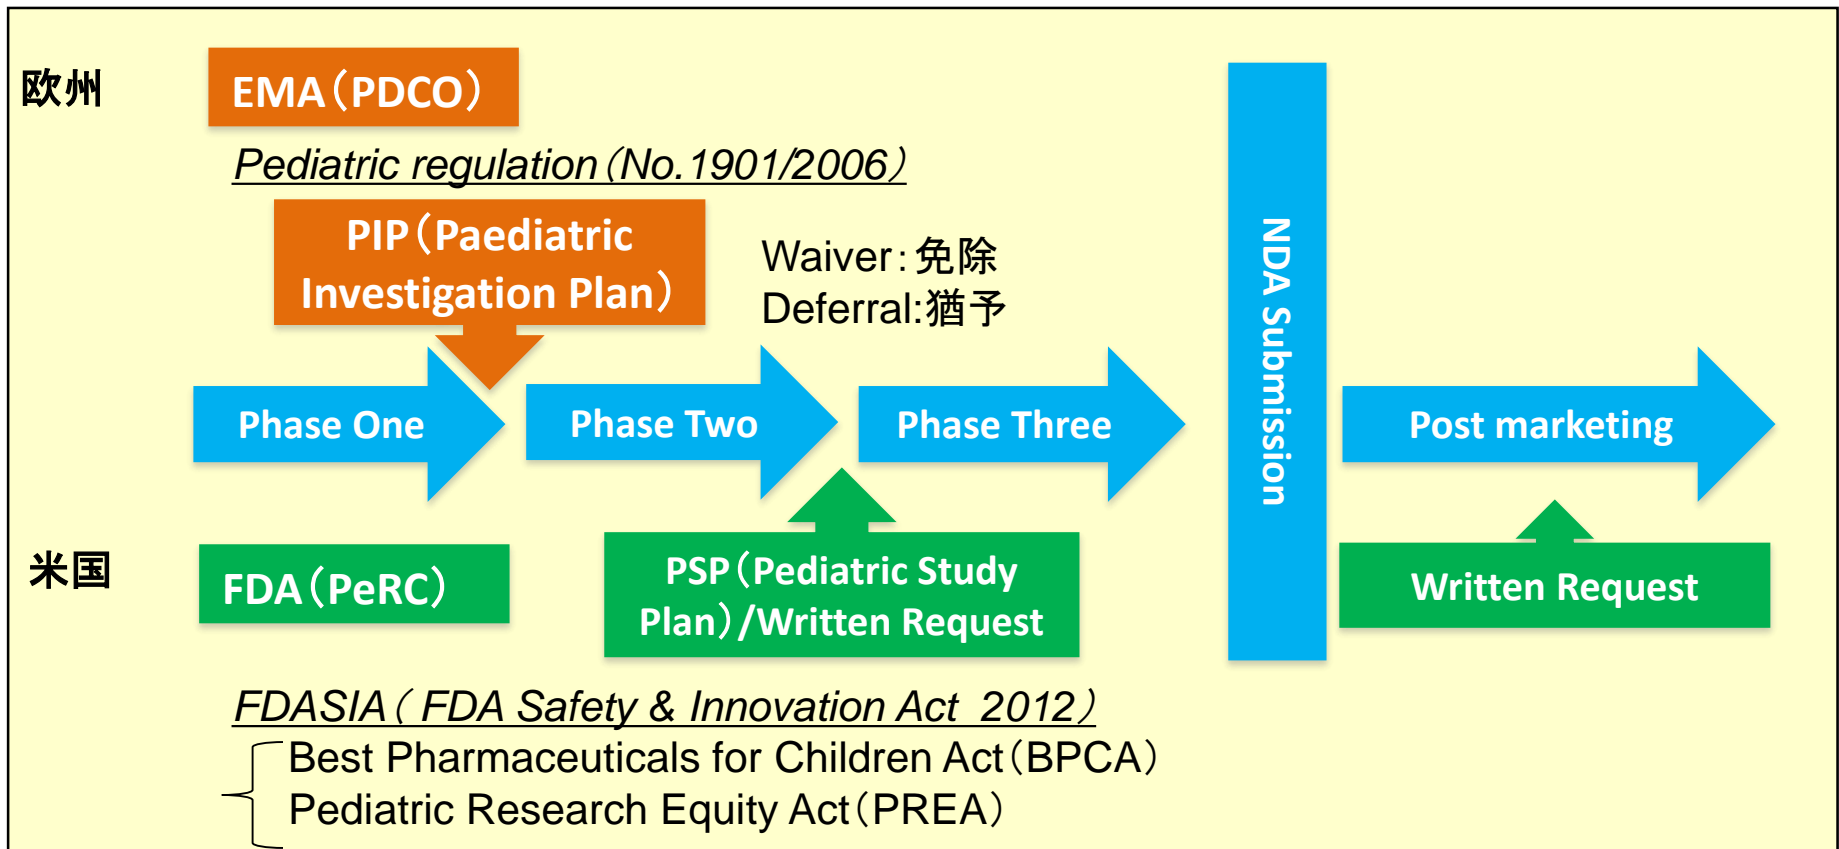 欧州
EMA（PDCO）
Pediatric regulation（No.1901/2006）
PIP（Paediatric
Investigation Plan）
Waiver：免除
Deferral:猶予
Phase One
Phase Two
Phase Three
NDA Submission
Post marketing
米国
FDA（PeRC）
PSP（Pediatric Study
Plan）/Written Request
Written Request
FDASIA（ FDA Safety & Innovation Act 2012）
Best Pharmaceuticals for Children Act（BPCA）
Pediatric Research Equity Act（PREA）